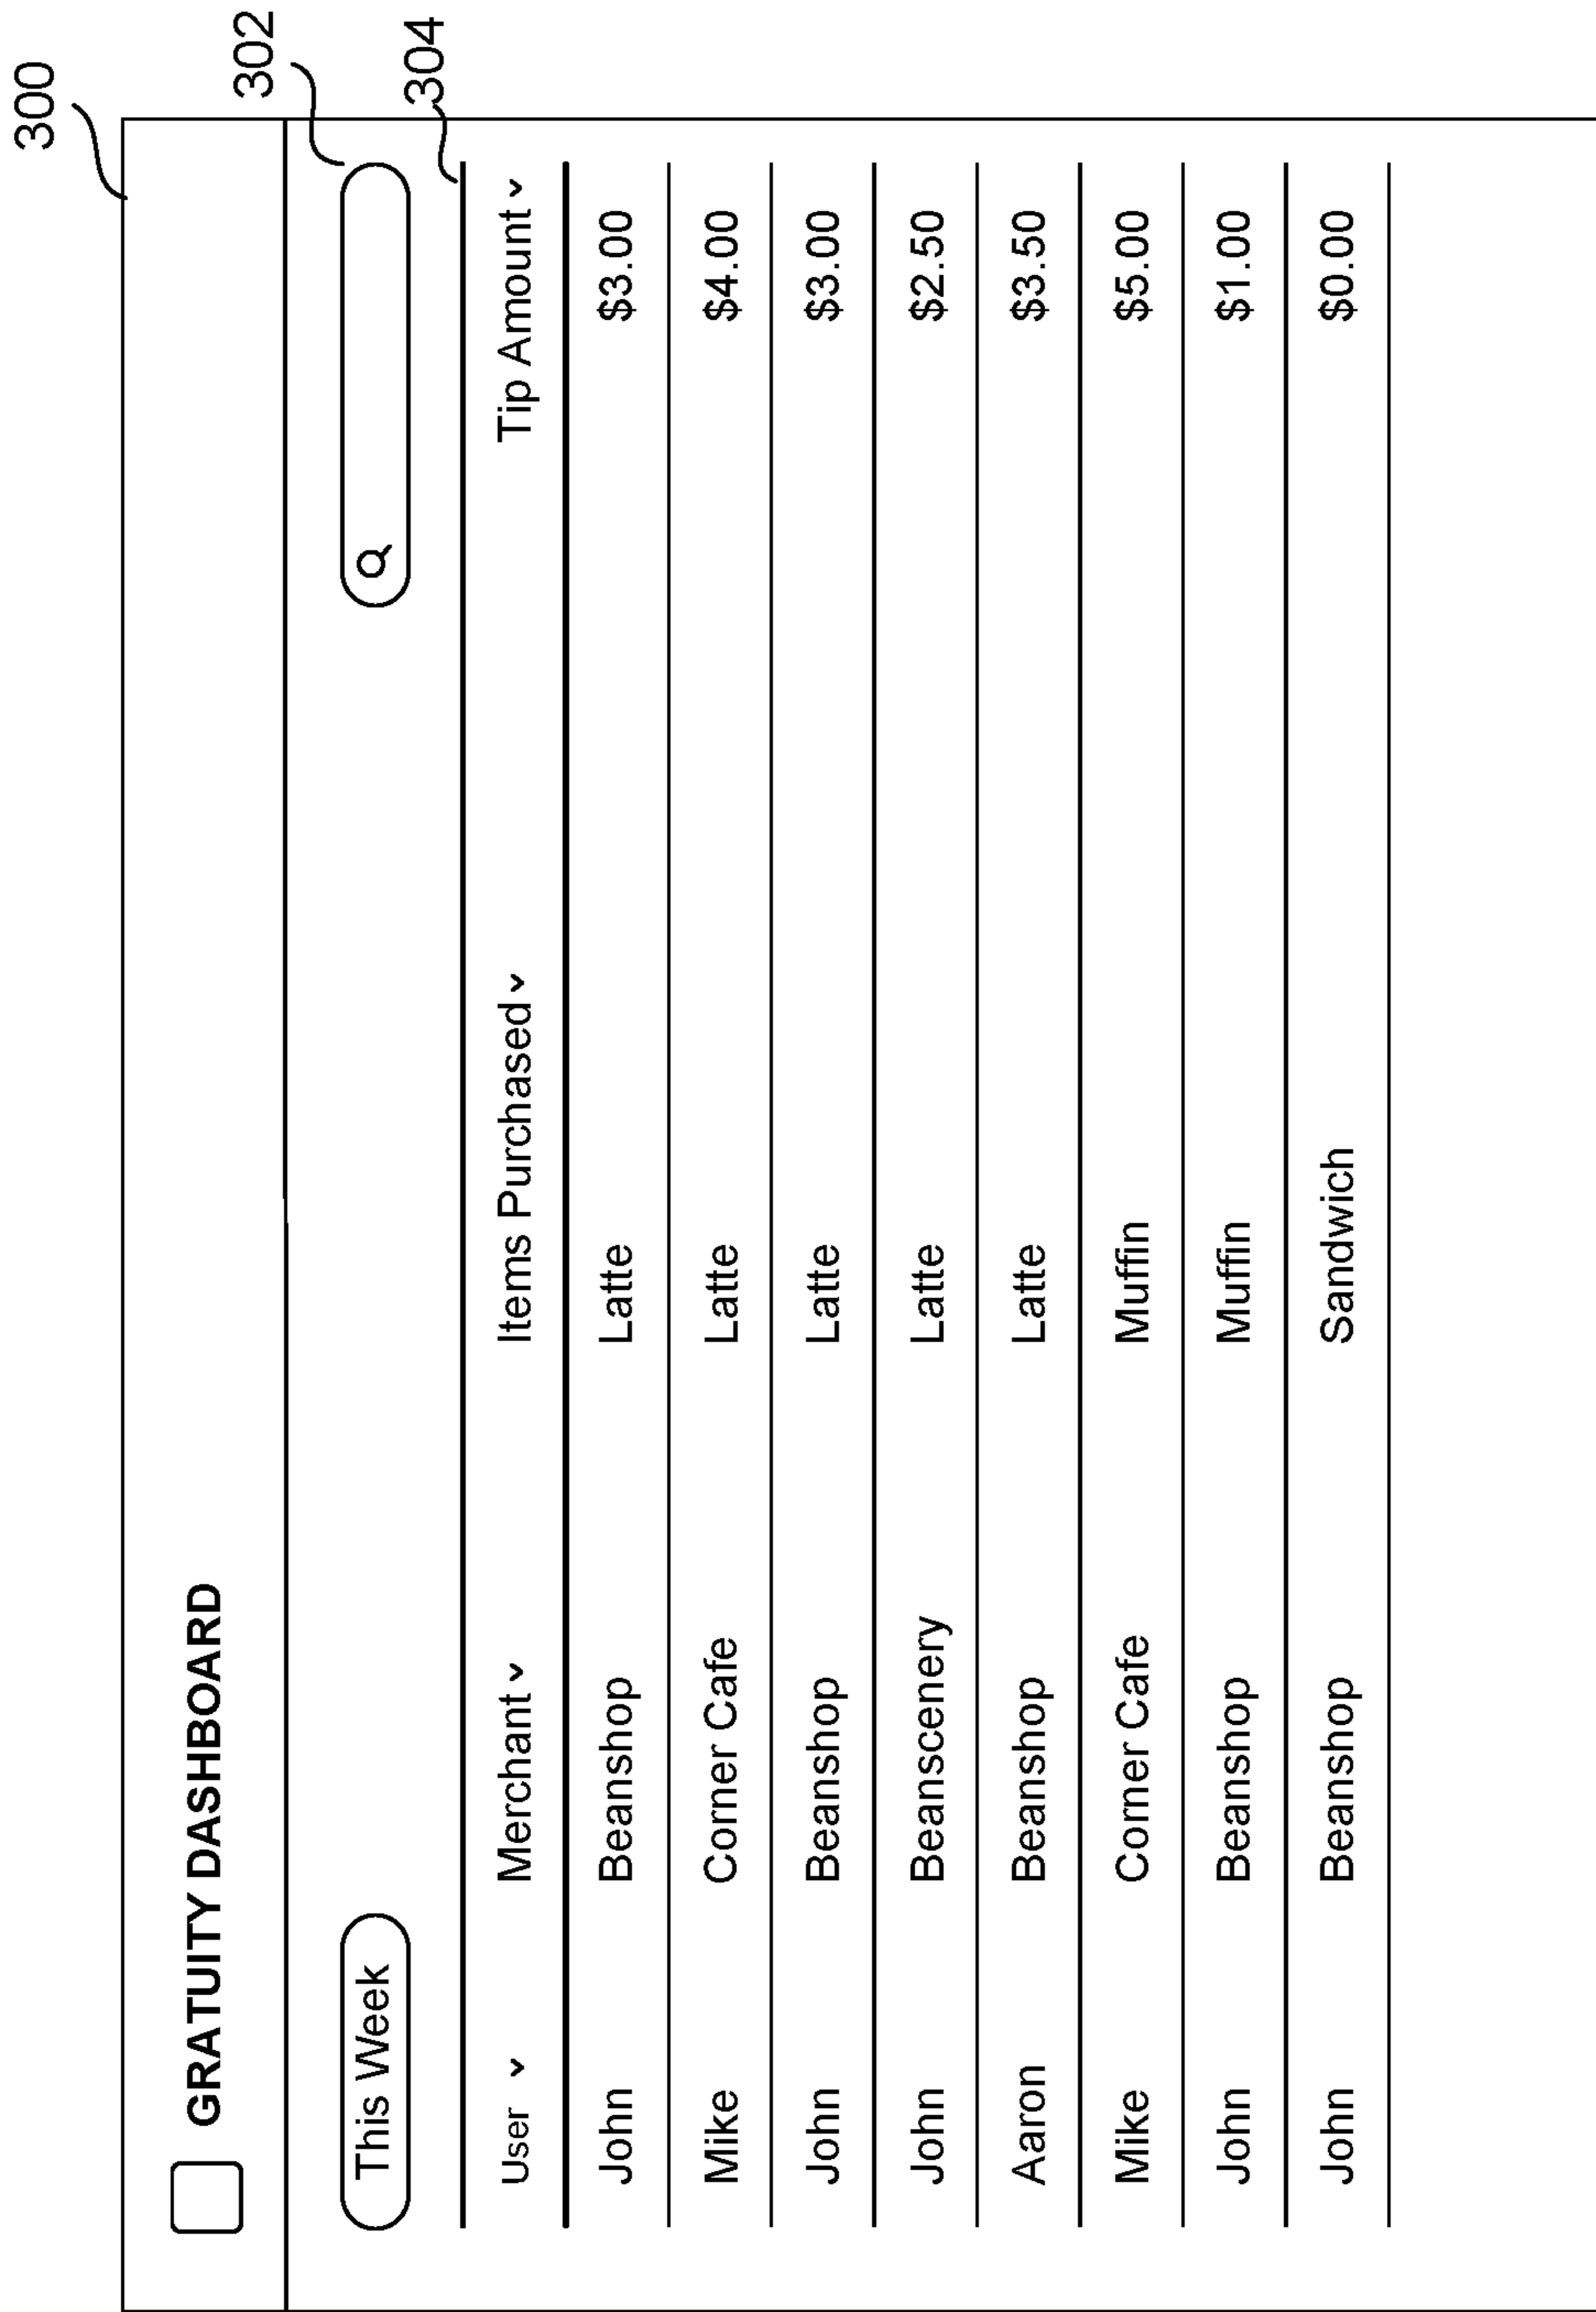 300
GRATUITY DASHBOARD
302
This Week
304
User Merchant Items Purchased Tip Amount
John Beanshop Latte $3.00
Mike Corner Cafe Latte $4.00
John Beanshop Latte $3.00
John Beanscenery Latte $2.50
Aaron Beanshop Latte $3.50
Mike Corner Cafe Muffin $5.00
John Beanshop Muffin $1.00
John Beanshop Sandwich $0.00